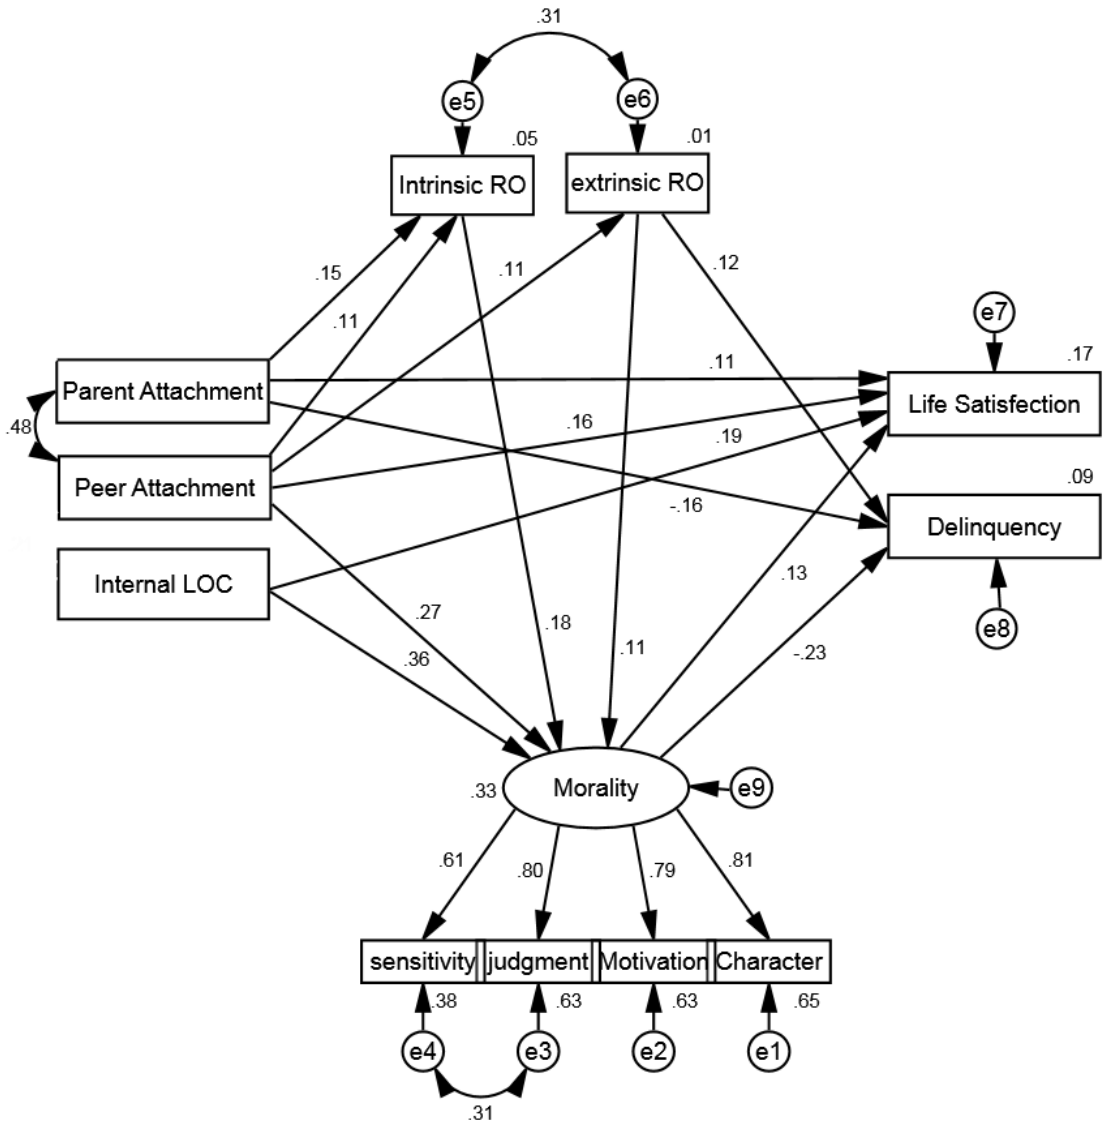 .31
e5
e6
.05
.01
Intrinsic RO
extrinsic RO
.15
.11
.12
.11
e7
.11
.17
Parent Attachment
Life Satisfection
.48
.16
.19
Peer Attachment
-.16
.09
Delinquency
Internal LOC
.13
.27
.18
.11
e8
.36
-.23
.33
Morality
e9
.61
.80
.79
.81
sensitivity
judgment
Motivation
Character
.38
.63
.63
.65
e4
e3
e2
e1
.31